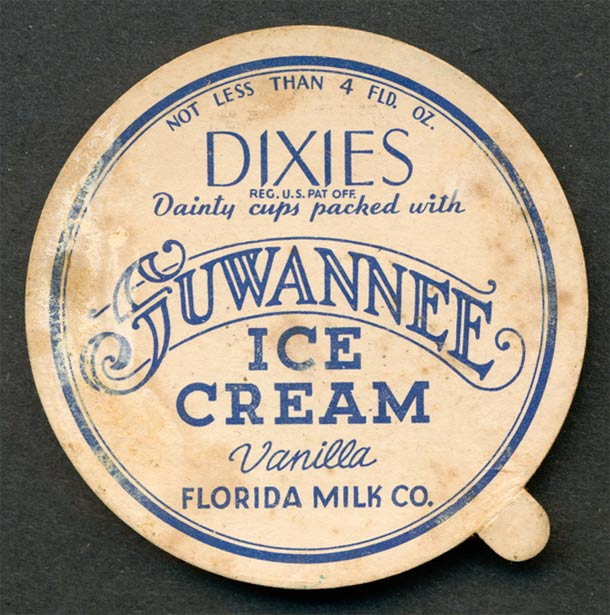 NOT LESS THAN 4 FLD. OZ.
DIXIES
REG. U.S. PAT OFF.
Dainty cups packed with
SUWANNEE
ICE
CREAM
Vanilla
FLORIDA MILK CO.